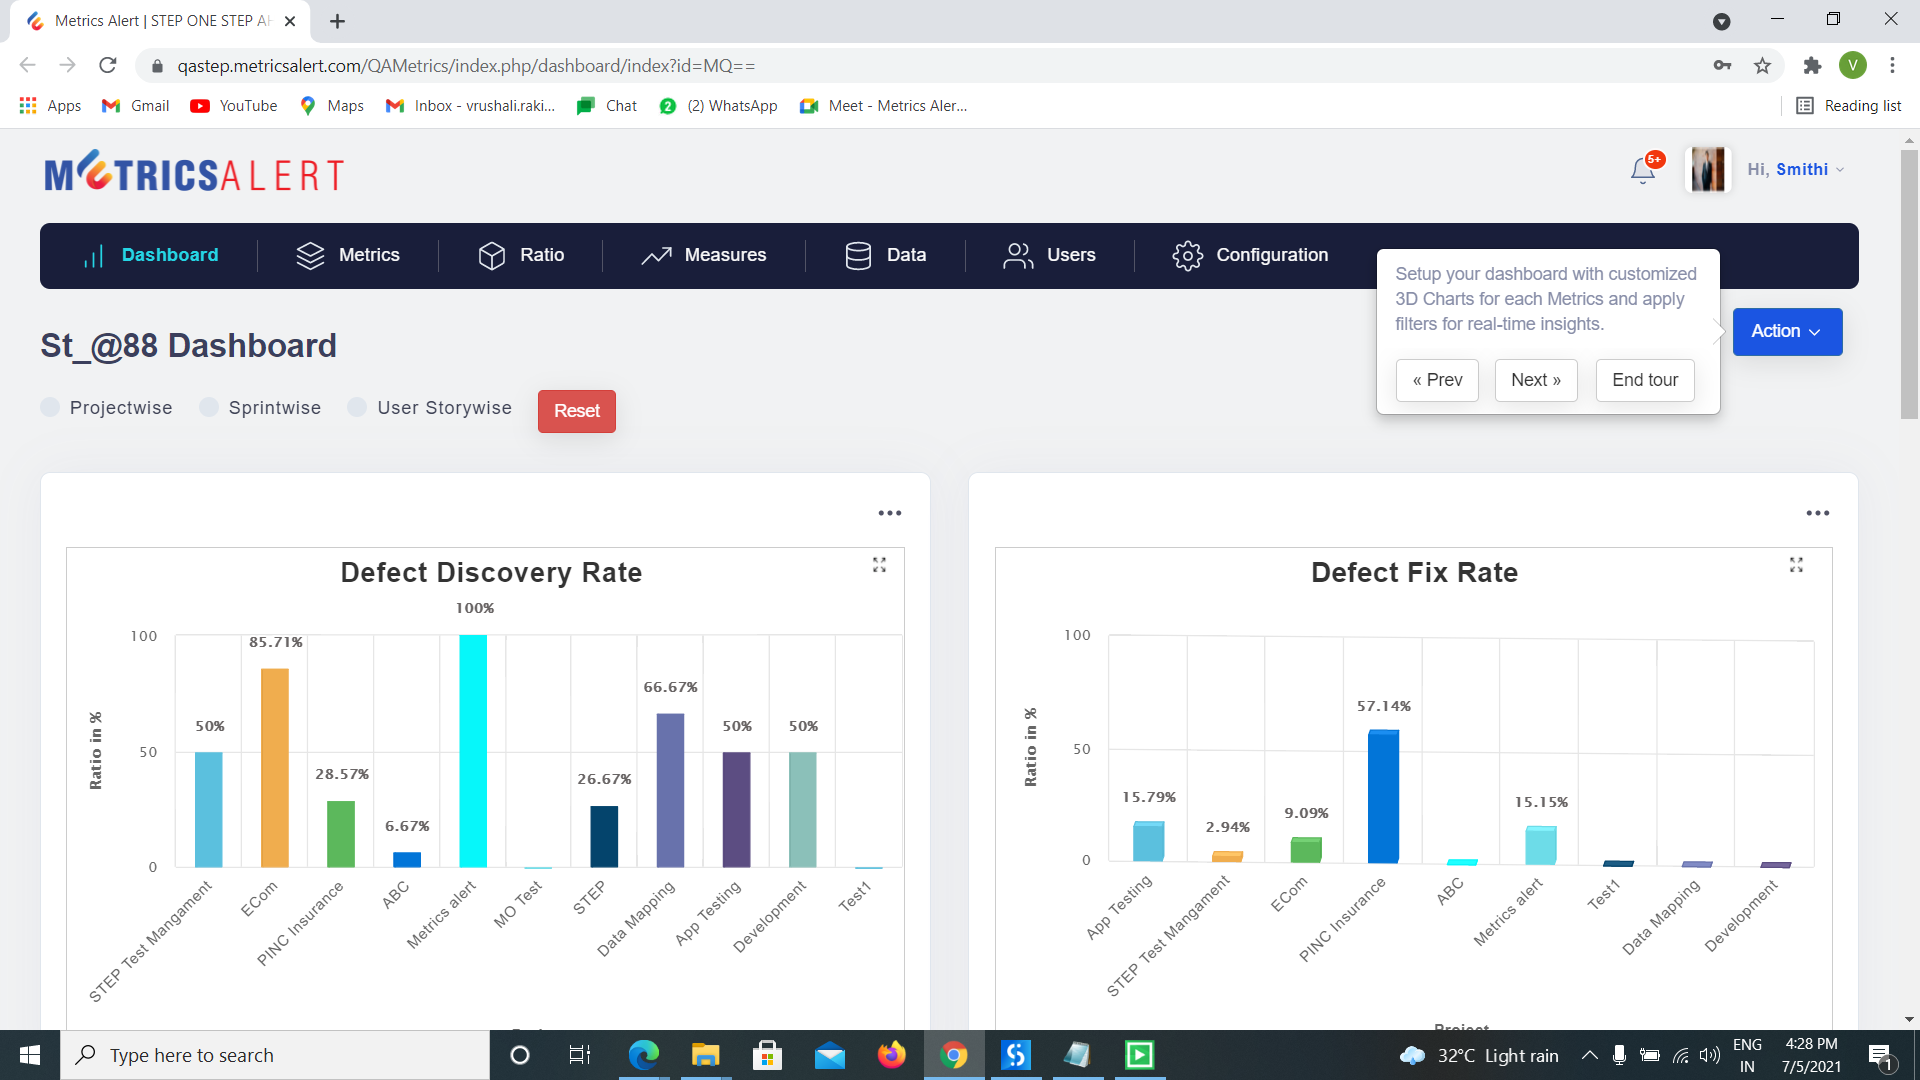 Metrics Alert | STEP ONE STEP AH
qastep.metricsalert.com/QAMetrics/index.php/dashboard/index?id=MQ==
V
Apps Gmail YouTube Maps Inbox - vrushali.raki... Chat 2 (2) WhatsApp Meet - Metrics Aler... Reading list
METRICSALERT
5+
Hi, Smithi
Dashboard Metrics Ratio Measures Data Users Configuration
Setup your dashboard with customized
3D Charts for each Metrics and apply
filters for real-time insights.
« Prev Next » End tour
Action
St_@88 Dashboard
Projectwise Sprintwise User Storywise Reset
Defect Discovery Rate
Ratio in %
100
50
0
50%
85.71%
28.57%
6.67%
100%
26.67%
66.67%
50%
50%
STEP Test Mangament
ECom
PINC Insurance
ABC
Metrics alert
MO Test
STEP
Data Mapping
App Testing
Development
Test1
Defect Fix Rate
Ratio in %
100
50
0
15.79%
2.94%
9.09%
57.14%
15.15%
App Testing
STEP Test Mangament
ECom
PINC Insurance
ABC
Metrics alert
Test1
Data Mapping
Development
Project
Type here to search
32°C Light rain
ENG
IN
4:28 PM
7/5/2021
1